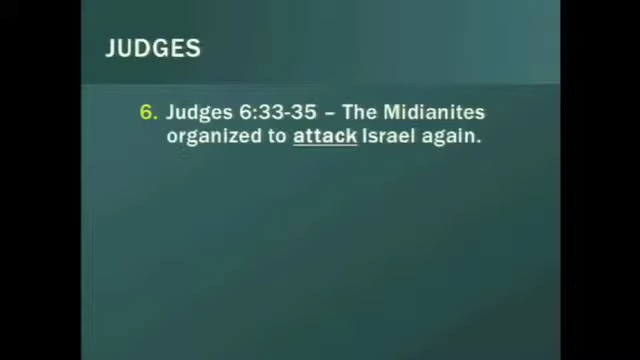 JUDGES
6. Judges 6:33-35 – The Midianites
organized to attack Israel again.